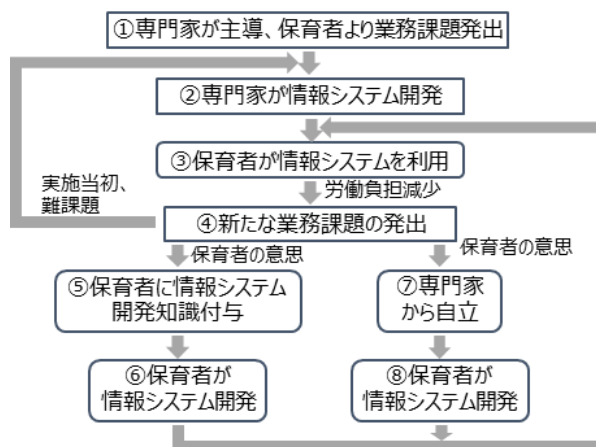 ①専門家が主導、保育者より業務課題発出
②専門家が情報システム開発
③保育者が情報システムを利用
実施当初、
難課題
労働負担減少
④新たな業務課題の発出
保育者の意思
保育者の意思
⑤保育者に情報システム
開発知識付与
⑦専門家
から自立
⑥保育者が
情報システム開発
⑧保育者が
情報システム開発